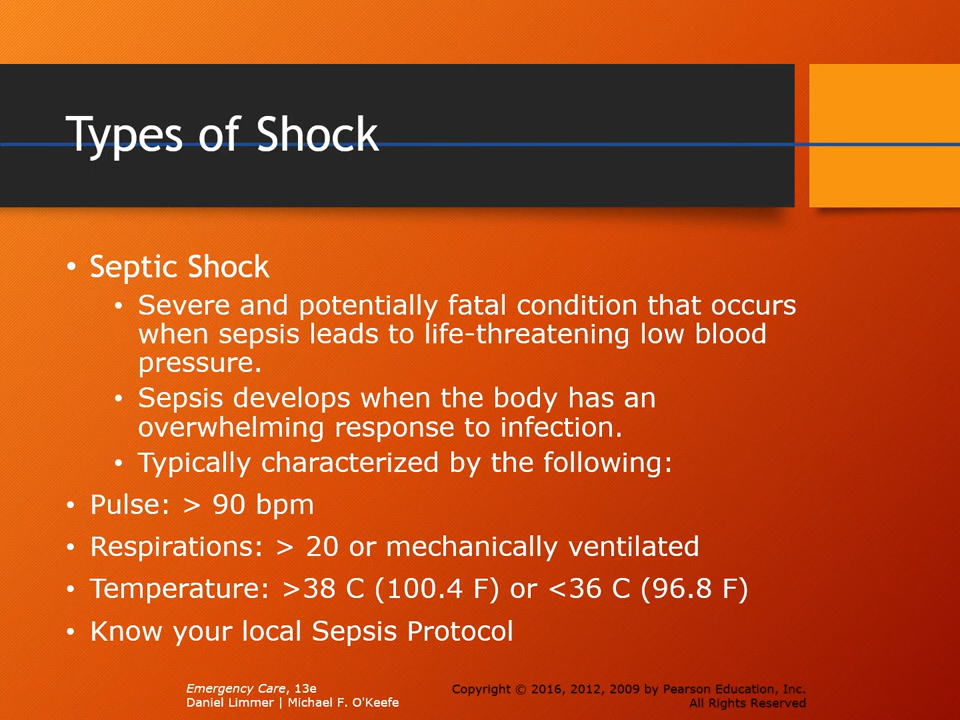 Types of Shock
• Septic Shock
• Severe and potentially fatal condition that occurs
when sepsis leads to life-threatening low blood
pressure.
• Sepsis develops when the body has an
overwhelming response to infection.
• Typically characterized by the following:
• Pulse: > 90 bpm
• Respirations: > 20 or mechanically ventilated
• Temperature: >38 C (100.4 F) or <36 C (96.8 F)
• Know your local Sepsis Protocol
Emergency Care, 13e
Daniel Limmer | Michael F. O'Keefe
Copyright © 2016, 2012, 2009 by Pearson Education, Inc.
All Rights Reserved